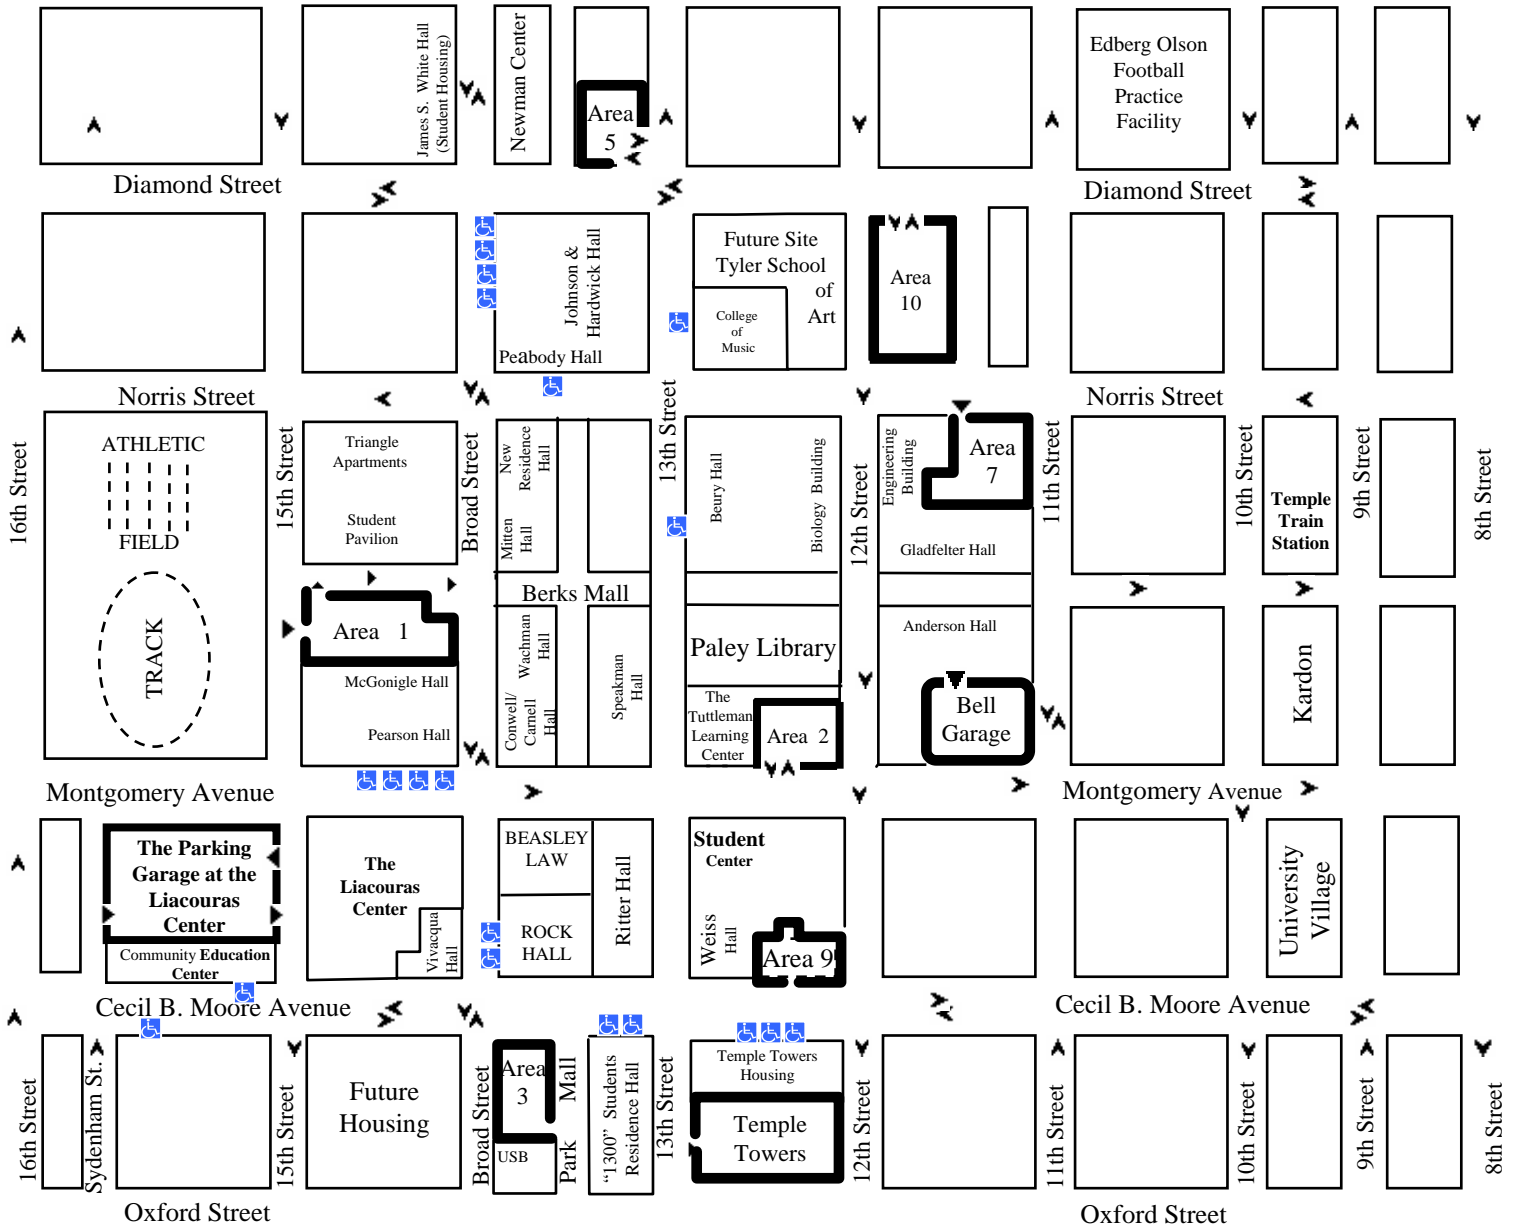 James S. White Hall
(Student Housing)
Newman Center
Area
5
Edberg Olson
Football
Practice
Facility
Diamond Street
Diamond Street
Johnson &
Hardwick Hall
Peabody Hall
Future Site
Tyler School
of
Art
College
of
Music
Area
10
Norris Street
Norris Street
16th Street
ATHLETIC
FIELD
TRACK
15th Street
Triangle
Apartments
Student
Pavilion
Broad Street
New
Residence
Hall
Mitten
Hall
13th Street
Beury Hall
Biology Building
12th Street
Engineering
Building
Area
7
Gladfelter Hall
11th Street
10th Street
Temple
Train
Station
9th Street
8th Street
Berks Mall
Area 1
McGonigle Hall
Pearson Hall
Wachman
Hall
Conwell/
Carnell
Hall
Speakman
Hall
Paley Library
The
Tuttleman
Learning
Center
Area 2
Anderson Hall
Bell
Garage
Kardon
Montgomery Avenue
Montgomery Avenue
The Parking
Garage at the
Liacouras
Center
Community Education
Center
The
Liacouras
Center
Vivacqua
Hall
BEASLEY
LAW
ROCK
HALL
Ritter Hall
Student
Center
Weiss
Hall
Area 9
University
Village
Cecil B. Moore Avenue
Cecil B. Moore Avenue
16th Street
Sydenham St.
15th Street
Future
Housing
Broad Street
Area
3
USB
Park Mall
“1300” Students
Residence Hall
13th Street
Temple Towers
Housing
Temple
Towers
12th Street
11th Street
10th Street
9th Street
8th Street
Oxford Street
Oxford Street